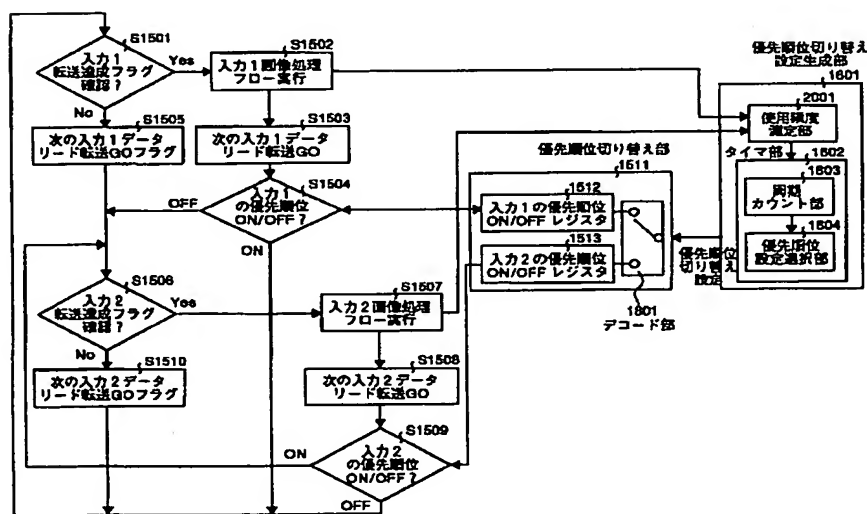 S1501
入力1
転送達成フラグ
確認?
Yes
No
S1502
入力1画像処理
フロー実行
S1505
次の入力1データ
リード転送GOフラグ
S1503
次の入力1データ
リード転送GO
S1504
入力1
の優先順位
ON/OFF?
OFF
ON
優先順位切り替え
設定生成部
1601
2001
使用頻度
測定部
タイマ部
1602
1603
周期
カウント部
1604
優先順位
設定選択部
優先順位切り替え部
1511
1512
入力1の優先順位
ON/OFFレジスタ
1513
入力2の優先順位
ON/OFFレジスタ
優先順位
切り替え
設定
1801
デコード部
S1506
入力2
転送達成フラグ
確認?
Yes
No
S1507
入力2画像処理
フロー実行
S1510
次の入力2データ
リード転送GOフラグ
S1508
次の入力2データ
リード転送GO
S1509
入力2
の優先順位
ON/OFF?
ON
OFF